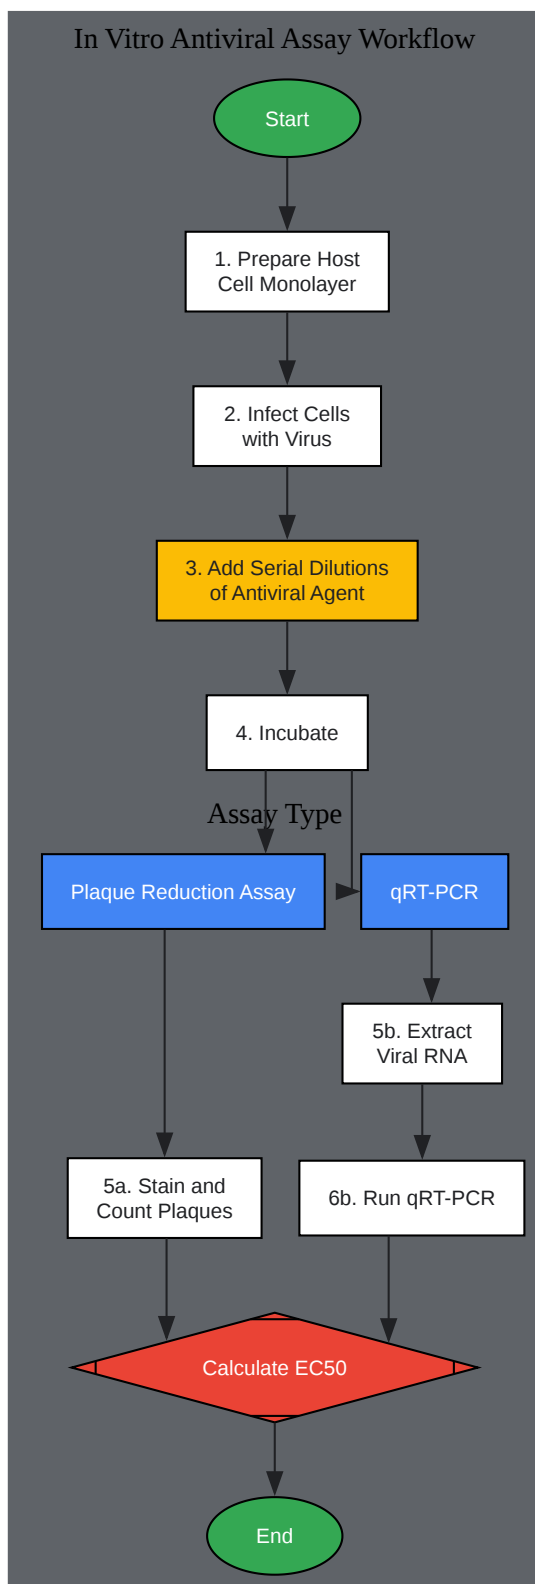 In Vitro Antiviral Assay Workflow
Start
1. Prepare Host
Cell Monolayer
2. Infect Cells
with Virus
3. Add Serial Dilutions
of Antiviral Agent
4. Incubate
Assay Type
Plaque Reduction Assay
qRT-PCR
5b. Extract
Viral RNA
5a. Stain and
Count Plaques
6b. Run qRT-PCR
Calculate EC50
End